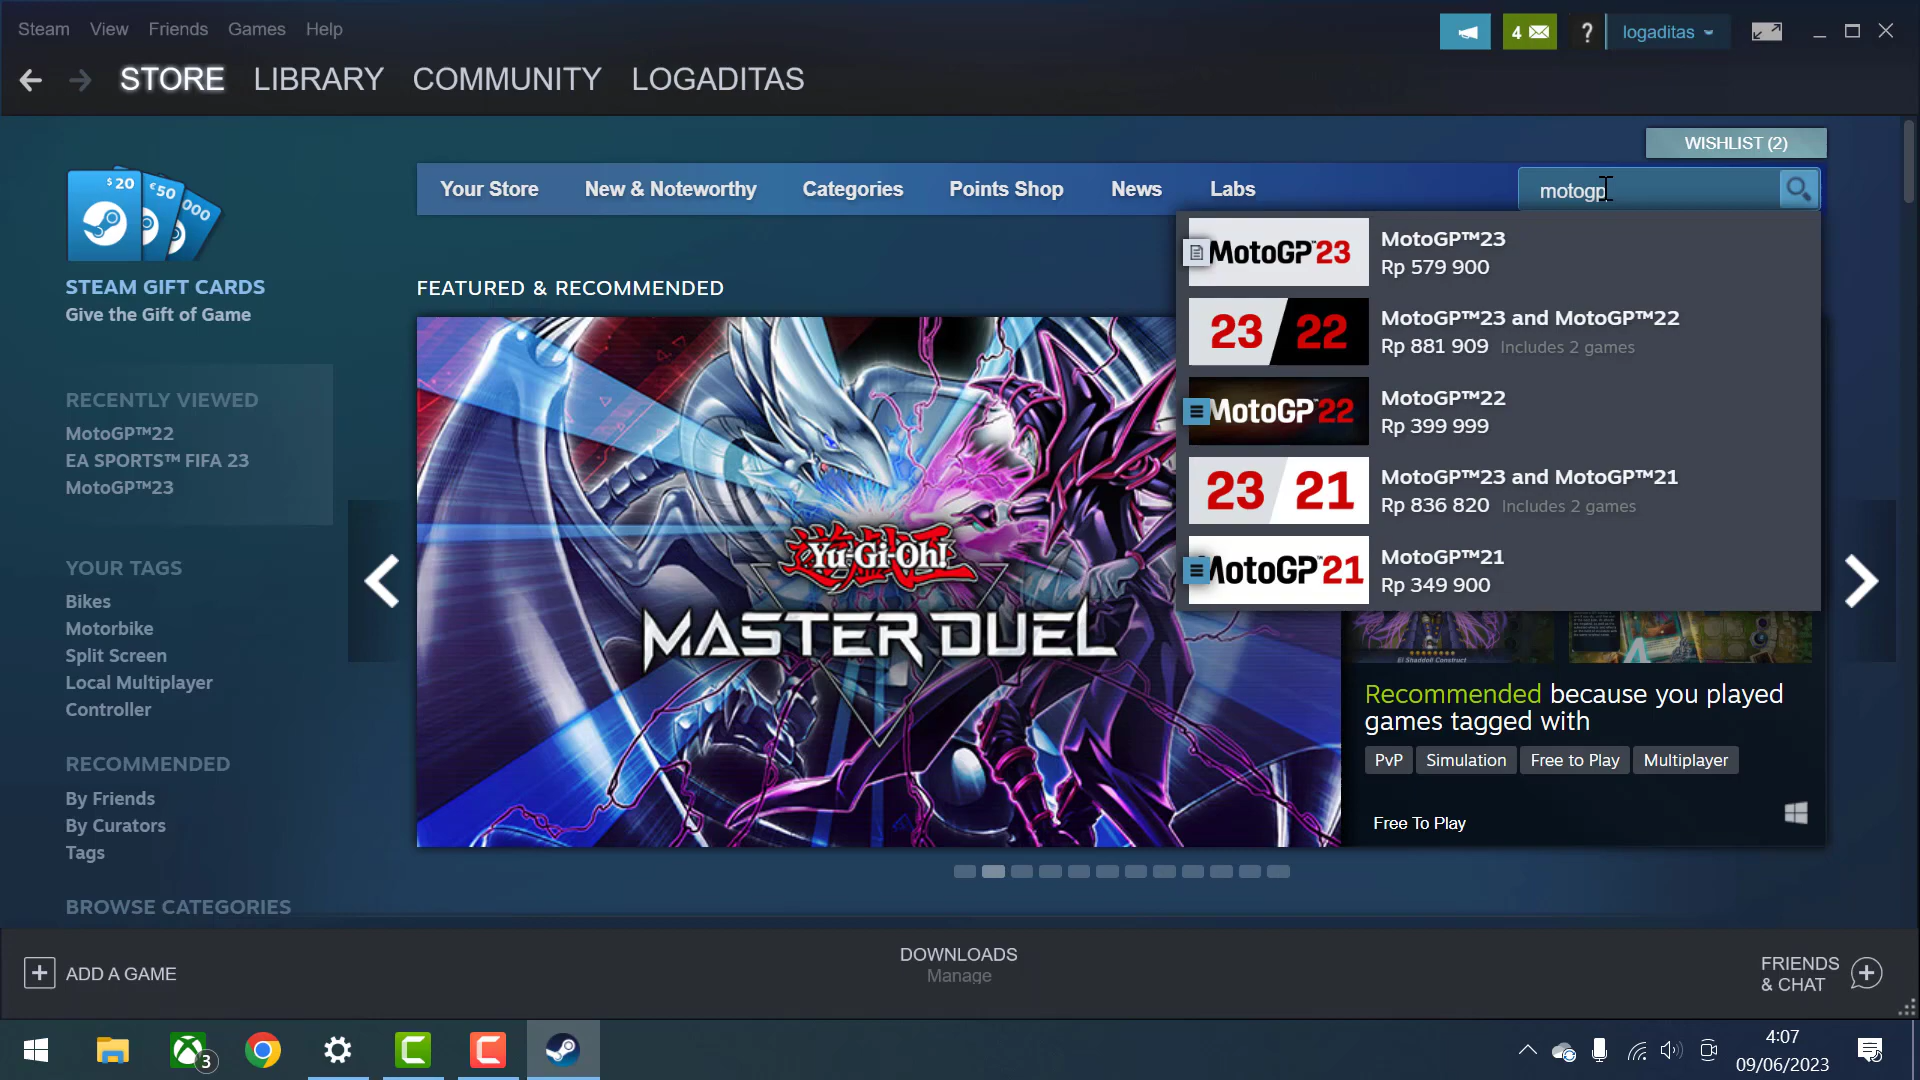 Steam View Friends Games Help
4
?
logaditas
STORE LIBRARY COMMUNITY LOGADITAS
WISHLIST (2)
$20 €50 000
STEAM GIFT CARDS
Give the Gift of Game
Your Store New & Noteworthy Categories Points Shop News Labs
motogp
FEATURED & RECOMMENDED
MotoGP™23
MotoGP™23
Rp 579 900
23 22
MotoGP™23 and MotoGP™22
Rp 881 909 Includes 2 games
MotoGP™22
MotoGP™22
Rp 399 999
23 21
MotoGP™23 and MotoGP™21
Rp 836 820 Includes 2 games
MotoGP™21
MotoGP™21
Rp 349 900
RECENTLY VIEWED
MotoGP™22
EA SPORTS™ FIFA 23
MotoGP™23
YOUR TAGS
Bikes
Motorbike
Split Screen
Local Multiplayer
Controller
RECOMMENDED
By Friends
By Curators
Tags
BROWSE CATEGORIES
Yu-Gi-Oh!
MASTER DUEL
El Shaddoll Construct
Recommended because you played
games tagged with
PvP Simulation Free to Play Multiplayer
Free To Play
ADD A GAME
DOWNLOADS
Manage
FRIENDS
& CHAT
3
4:07
09/06/2023